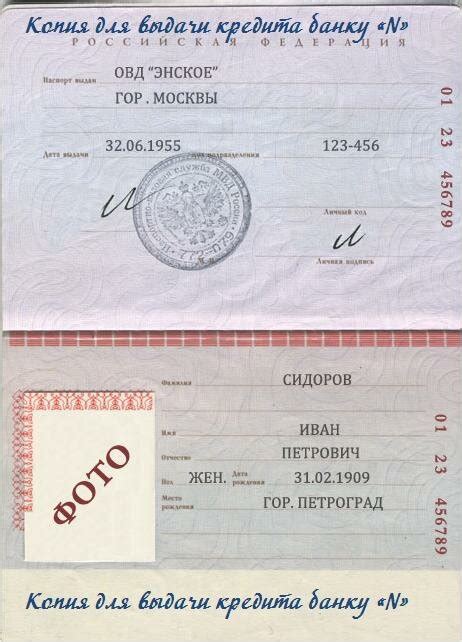 Копия для выдачи кредита банку «N»
РОССИЙСКАЯ ФЕДЕРАЦИЯ
Паспорт выдан ОВД "ЭНСКОЕ"
ГОР. МОСКВЫ
Дата выдачи 32.06.1955 Код подразделения 123-456
01 23 456789
Личный код
Личная подпись
М.П.
Фамилия СИДОРОВ
Имя ИВАН
Отчество ПЕТРОВИЧ
Пол ЖЕН. Дата рождения 31.02.1909
Место рождения ГОР. ПЕТРОГРАД
01 23 456789
ФОТО
Копия для выдачи кредита банку «N»